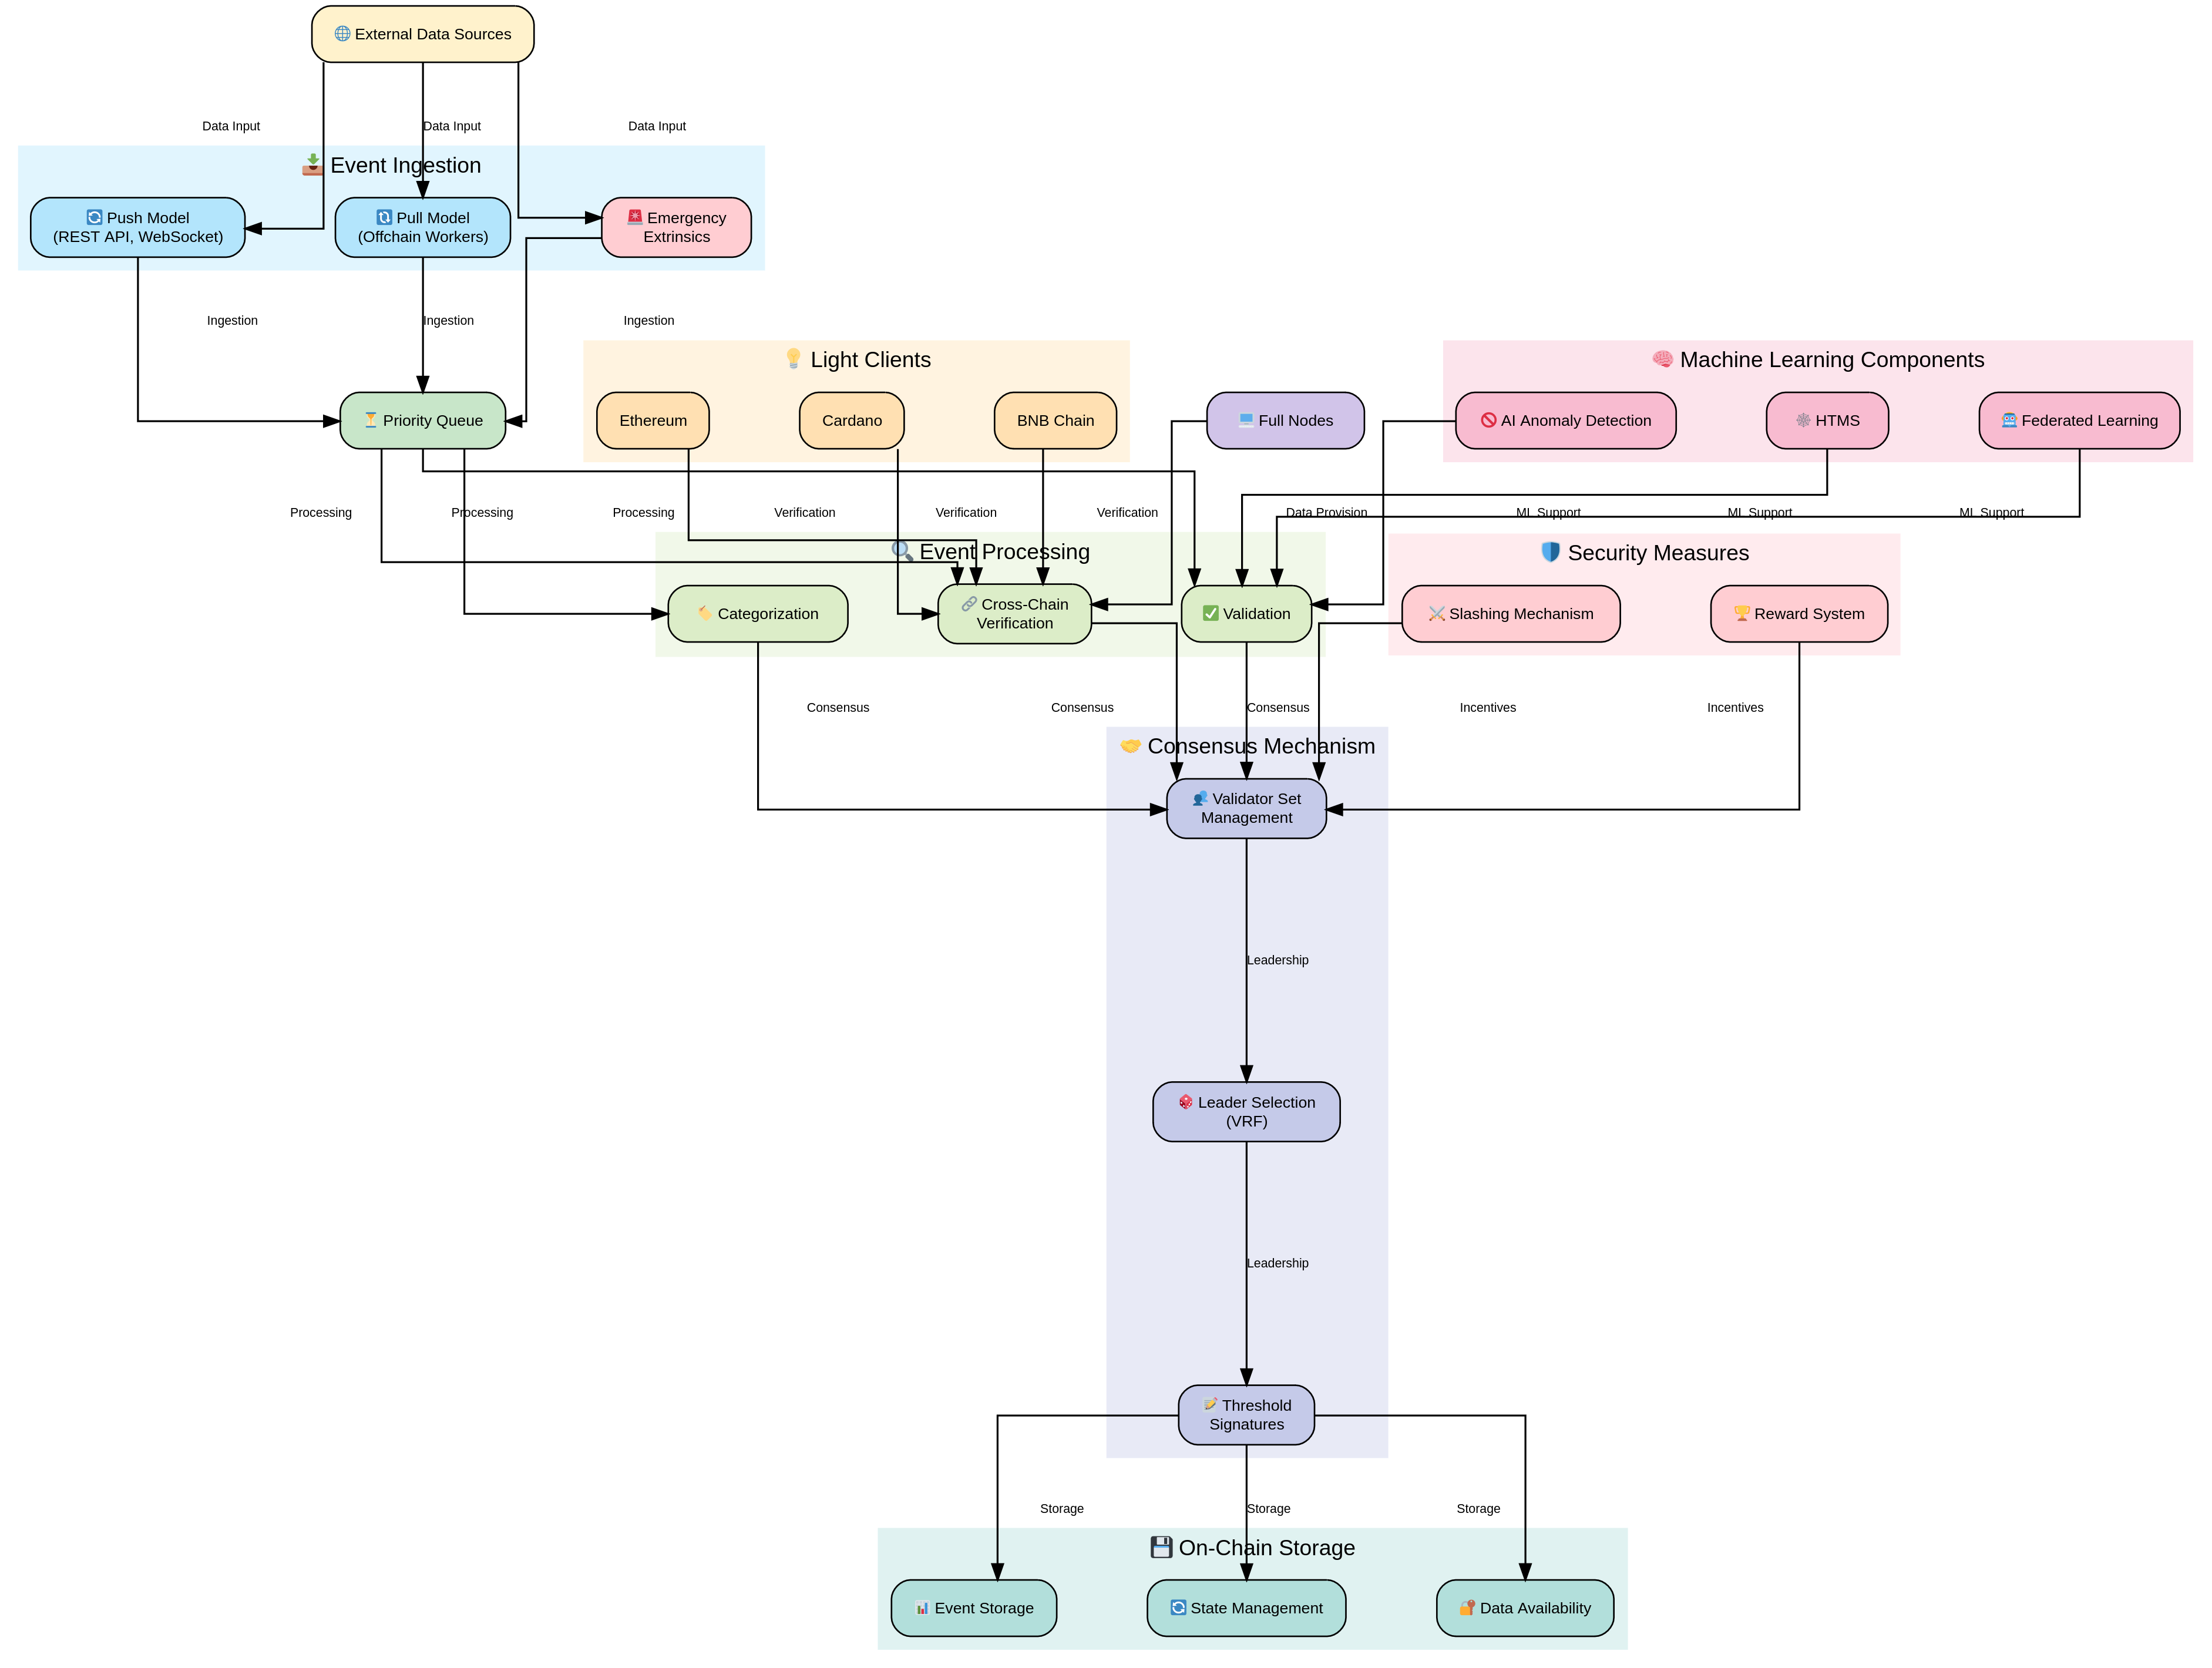 External Data Sources
Data Input
Data Input
Data Input
Event Ingestion
Push Model
(REST API, WebSocket)
Pull Model
(Offchain Workers)
Emergency
Extrinsics
Ingestion
Ingestion
Ingestion
Light Clients
Machine Learning Components
Priority Queue
Ethereum
Cardano
BNB Chain
Full Nodes
AI Anomaly Detection
HTMS
Federated Learning
Processing
Processing
Processing
Verification
Verification
Verification
Data Provision
ML Support
ML Support
ML Support
Event Processing
Security Measures
Categorization
Cross-Chain
Verification
Validation
Slashing Mechanism
Reward System
Consensus
Consensus
Consensus
Incentives
Incentives
Consensus Mechanism
Validator Set
Management
Leadership
Leader Selection
(VRF)
Leadership
Threshold
Signatures
Storage
Storage
Storage
On-Chain Storage
Event Storage
State Management
Data Availability